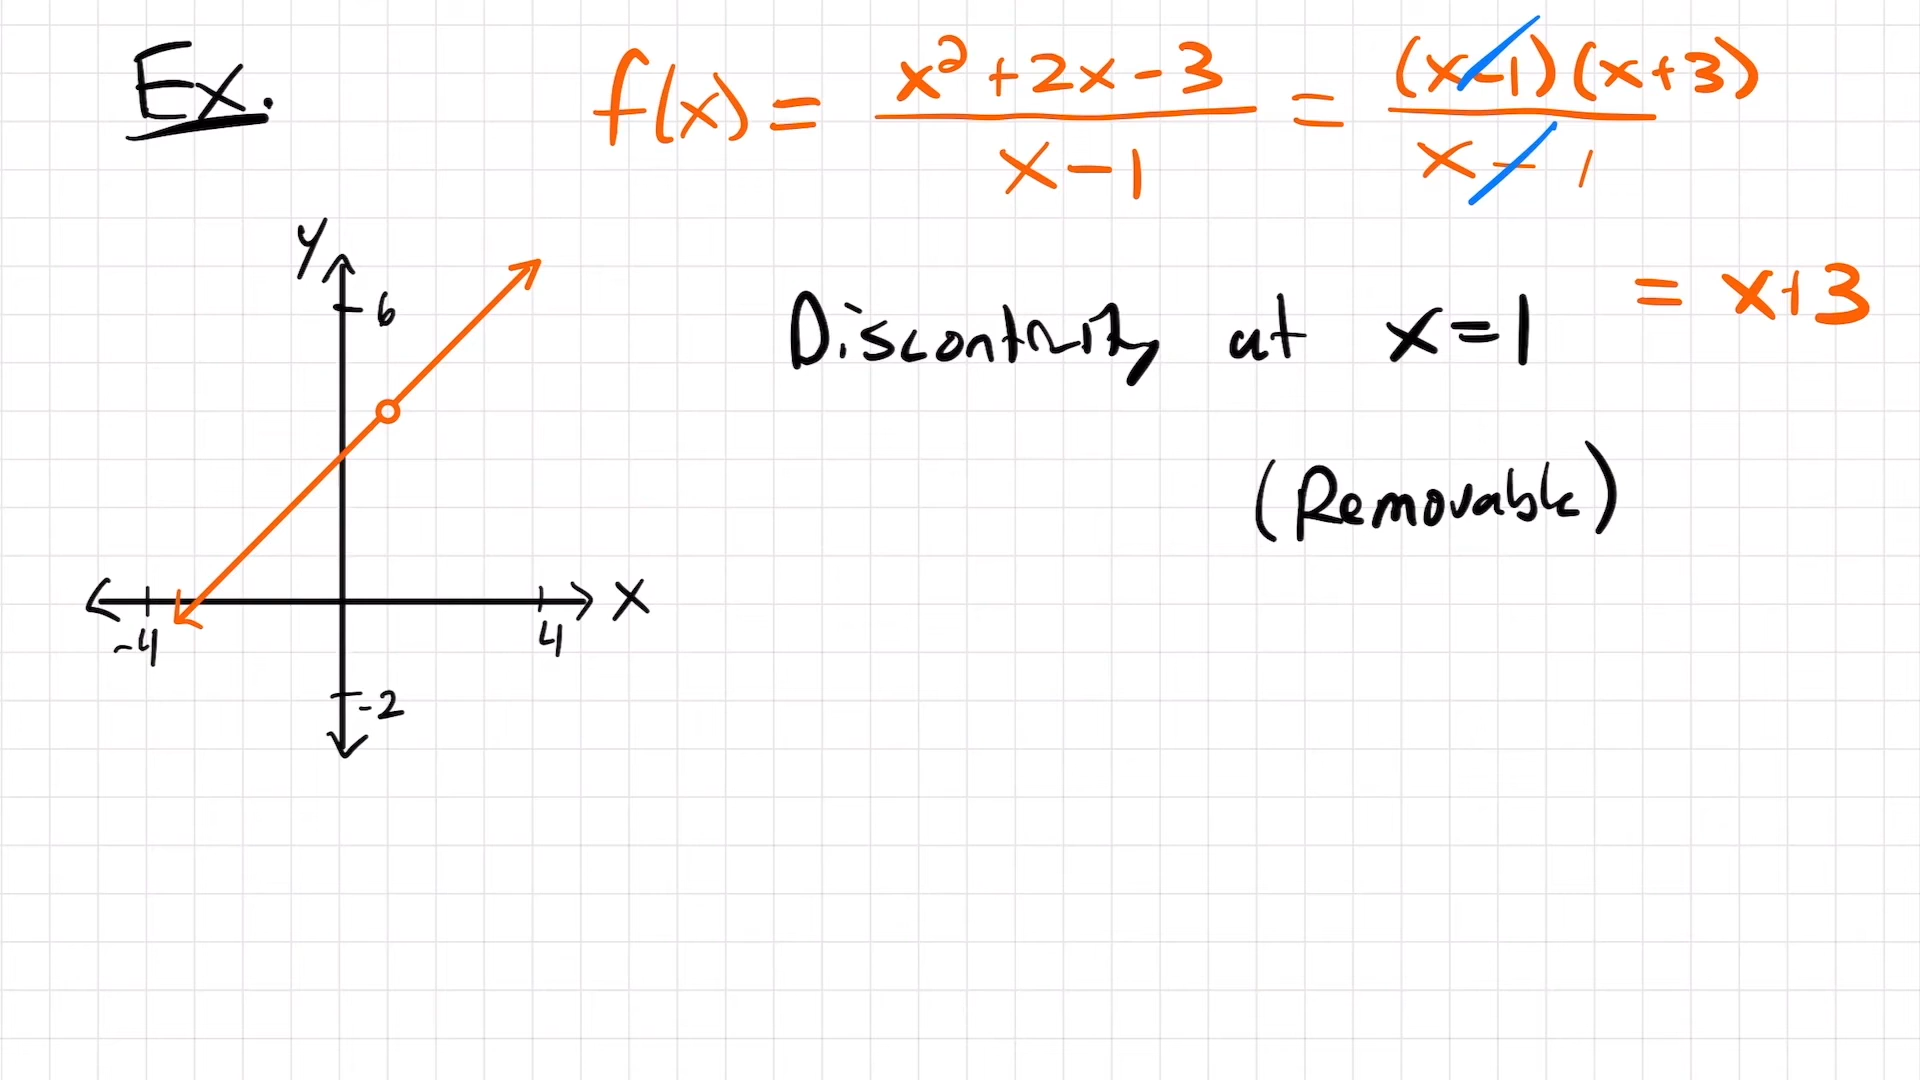 Ex.
f(x) = x²+2x-3 / x-1 = (x-1)(x+3) / x-1
= x+3
Discontinuity at x=1
(Removable)
y
6
-4
4
x
-2